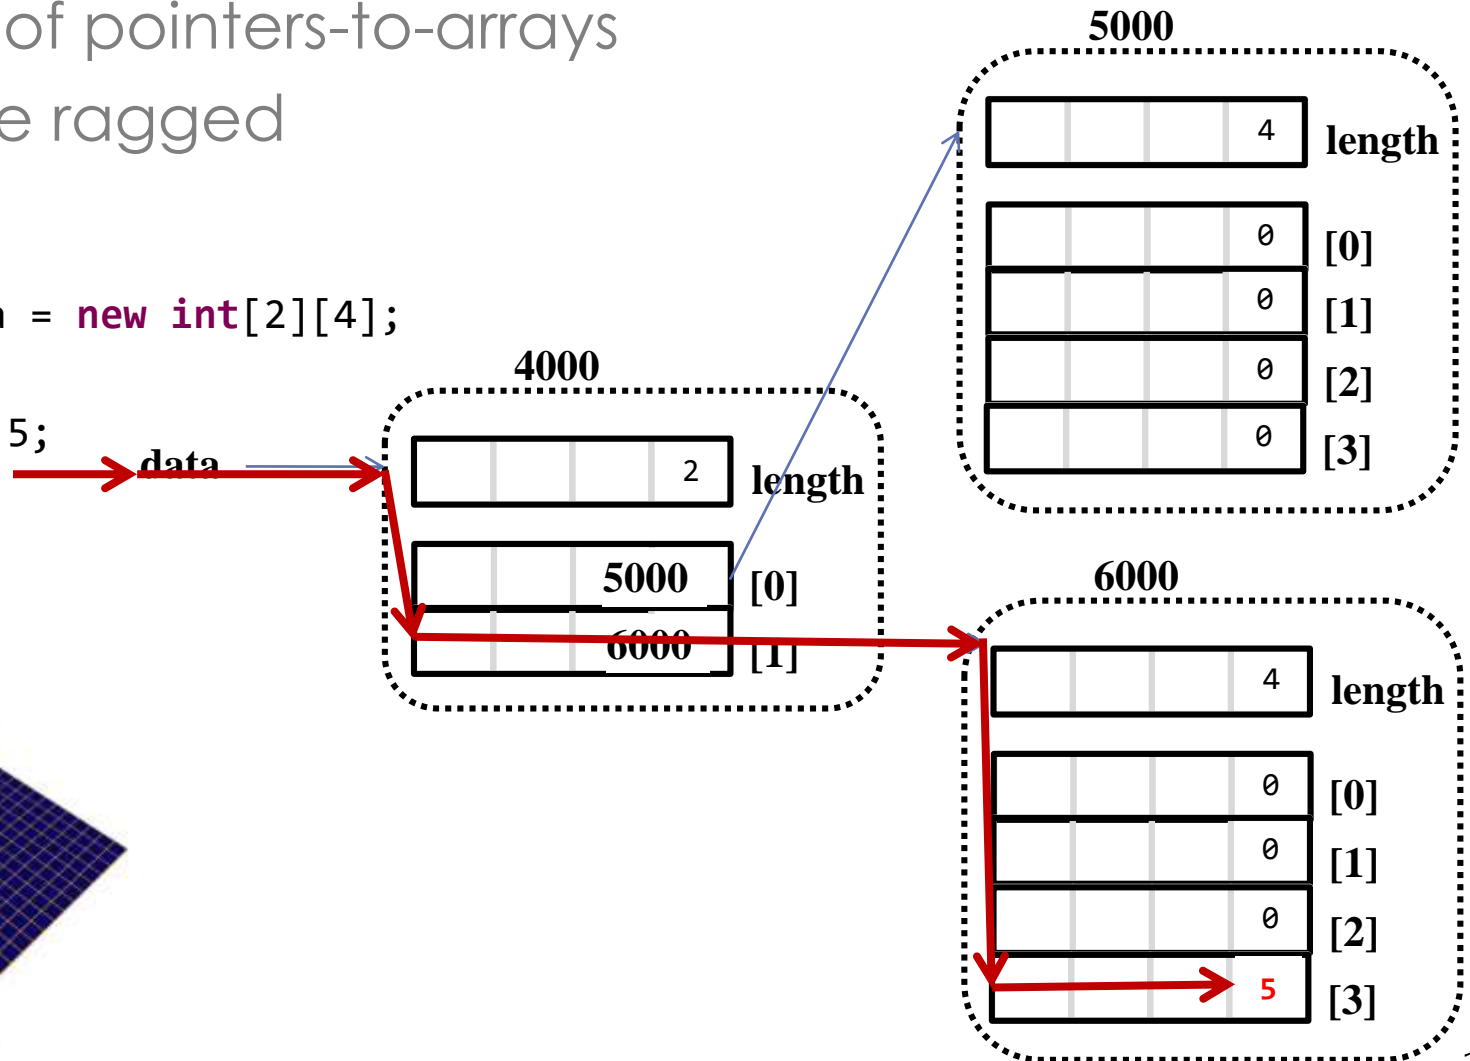 of pointers-to-arrays
e ragged
= new int[2][4];
5;
data
4000
2 length
5000 [0]
6000 [1]
5000
4 length
0 [0]
0 [1]
0 [2]
0 [3]
6000
4 length
0 [0]
0 [1]
0 [2]
5 [3]